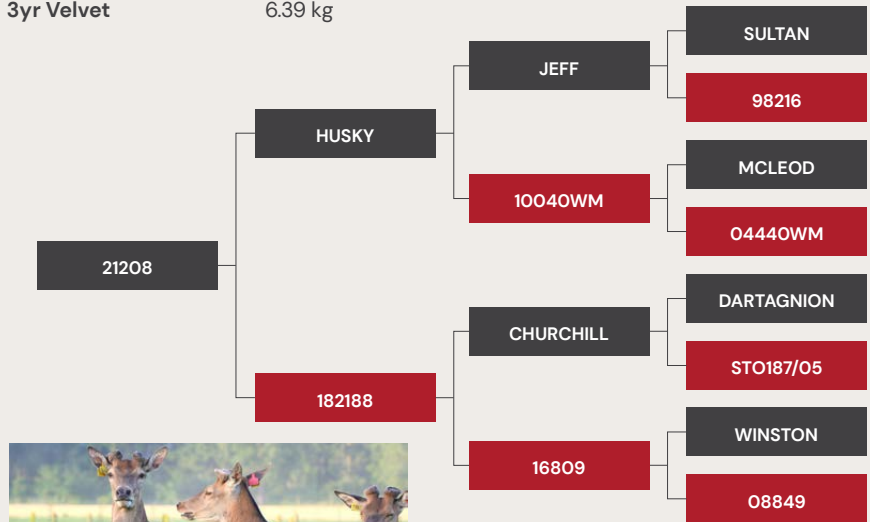 3yr Velvet 6.39 kg
SULTAN
JEFF
98216
HUSKY
MCLEOD
10040WM
04440WM
21208
DARTAGNION
CHURCHILL
STO187/05
182188
WINSTON
16809
08849